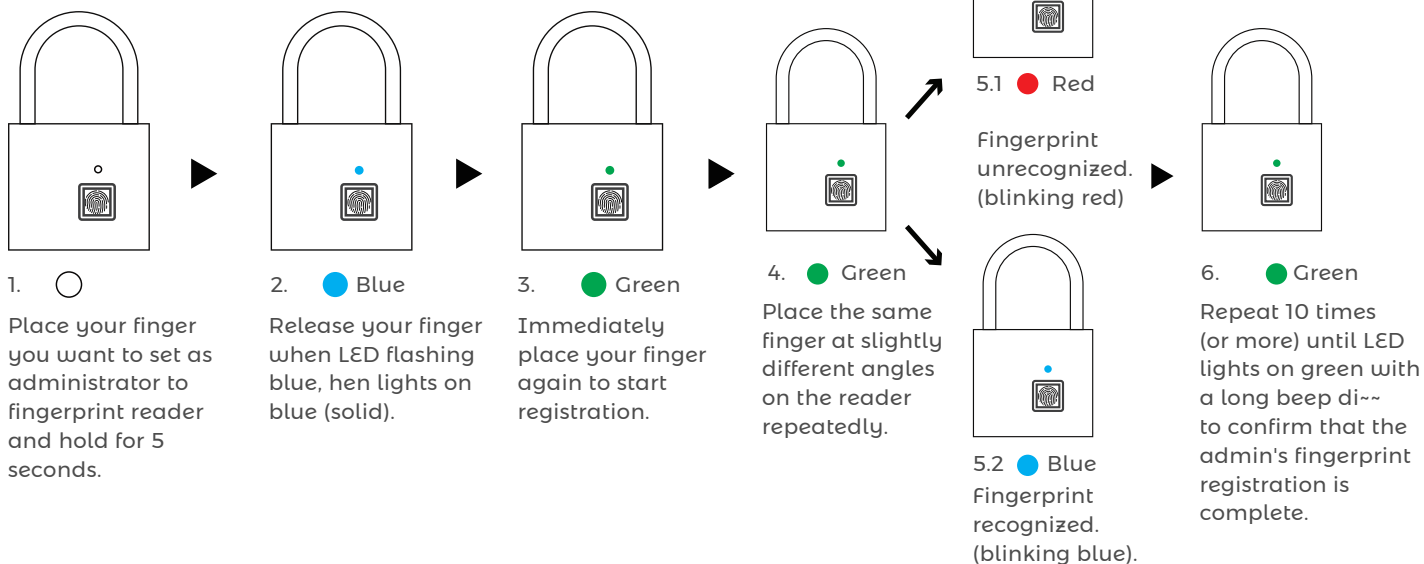 1.
Place your finger
you want to set as
administrator to
fingerprint reader
and hold for 5
seconds.
2. Blue
Release your finger
when LED flashing
blue, hen lights on
blue (solid).
3. Green
Immediately
place your finger
again to start
registration.
4. Green
Place the same
finger at slightly
different angles
on the reader
repeatedly.
5.1 Red
Fingerprint
unrecognized.
(blinking red)
5.2 Blue
Fingerprint
recognized.
(blinking blue).
6. Green
Repeat 10 times
(or more) until LED
lights on green with
a long beep di~~
to confirm that the
admin's fingerprint
registration is
complete.